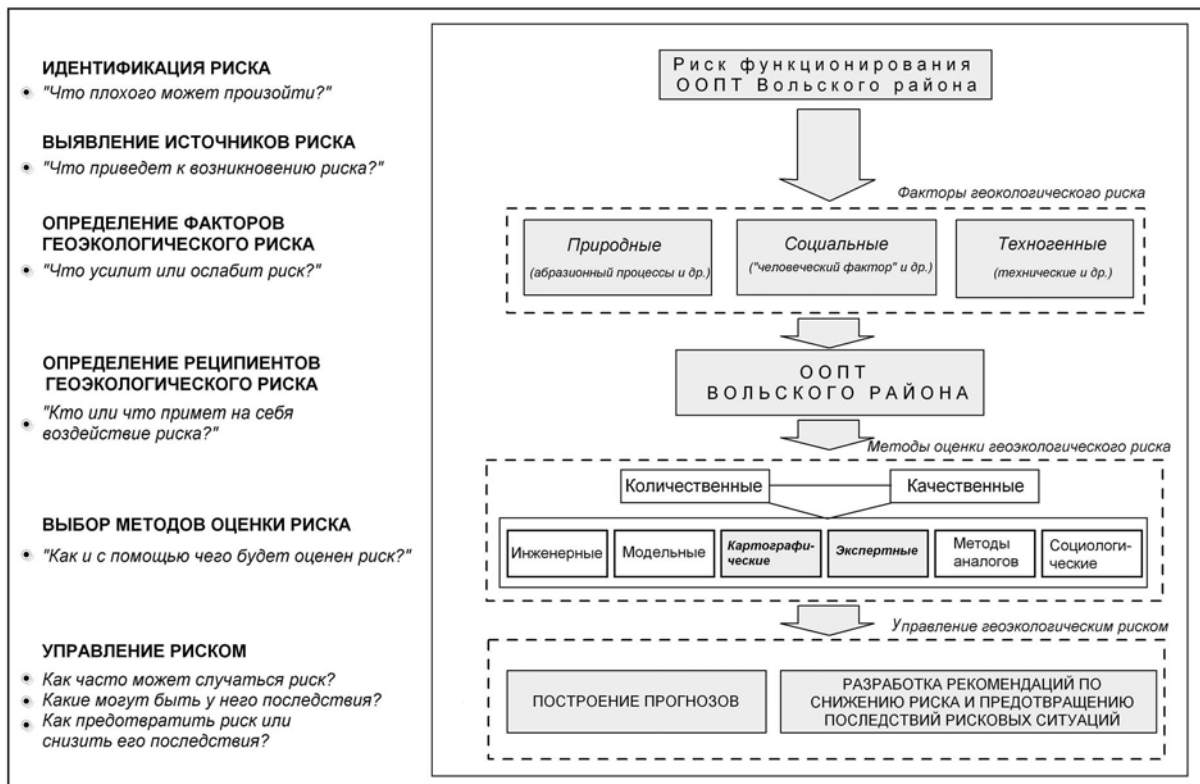 ИДЕНТИФИКАЦИЯ РИСКА
"Что плохого может произойти?"
ВЫЯВЛЕНИЕ ИСТОЧНИКОВ РИСКА
"Что приведет к возникновению риска?"
ОПРЕДЕЛЕНИЕ ФАКТОРОВ
ГЕОЭКОЛОГИЧЕСКОГО РИСКА
"Что усилит или ослабит риск?"
ОПРЕДЕЛЕНИЕ РЕЦИПИЕНТОВ
ГЕОЭКОЛОГИЧЕСКОГО РИСКА
"Кто или что примет на себя
воздействие риска?"
ВЫБОР МЕТОДОВ ОЦЕНКИ РИСКА
"Как и с помощью чего будет оценен риск?"
УПРАВЛЕНИЕ РИСКОМ
Как часто может случаться риск?
Какие могут быть у него последствия?
Как предотвратить риск или
снизить его последствия?
Риск функционирования
ООПТ Вольского района
Факторы геокологического риска
Природные
(абразионный процессы и др.)
Социальные
("человеческий фактор" и др.)
Техногенные
(технические и др.)
ООПТ
ВОЛЬСКОГО РАЙОНА
Методы оценки геоэкологического риска
Количественные
Качественные
Инженерные
Модельные
Картографи-
ческие
Экспертные
Методы
аналогов
Социологи-
ческие
Управление геоэкологическим риском
ПОСТРОЕНИЕ ПРОГНОЗОВ
РАЗРАБОТКА РЕКОМЕНДАЦИЙ ПО
СНИЖЕНИЮ РИСКА И ПРЕДОТВРАЩЕНИЮ
ПОСЛЕДСТВИЙ РИСКОВЫХ СИТУАЦИЙ